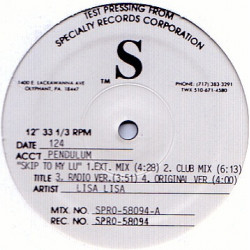 TEST PRESSING FROM
SPECIALTY RECORDS CORPORATION
S
TM
1400 E. LACKAWANNA AVE
OLYPHANT, PA. 18447
PHONE: (717) 383-3291
TWX 510-671-4580
12" 33 1/3 RPM
DATE 124
ACC'T PENDULUM
"SKIP TO MY LU" 1.EXT. MIX (4:28) 2. CLUB MIX (6:13)
TITLE 3. RADIO VER.(3:51) 4. ORIGINAL VER (4:00)
ARTIST LISA LISA
MTX. NO. SPRO-58094-A
REC. NO. SPRO 58094